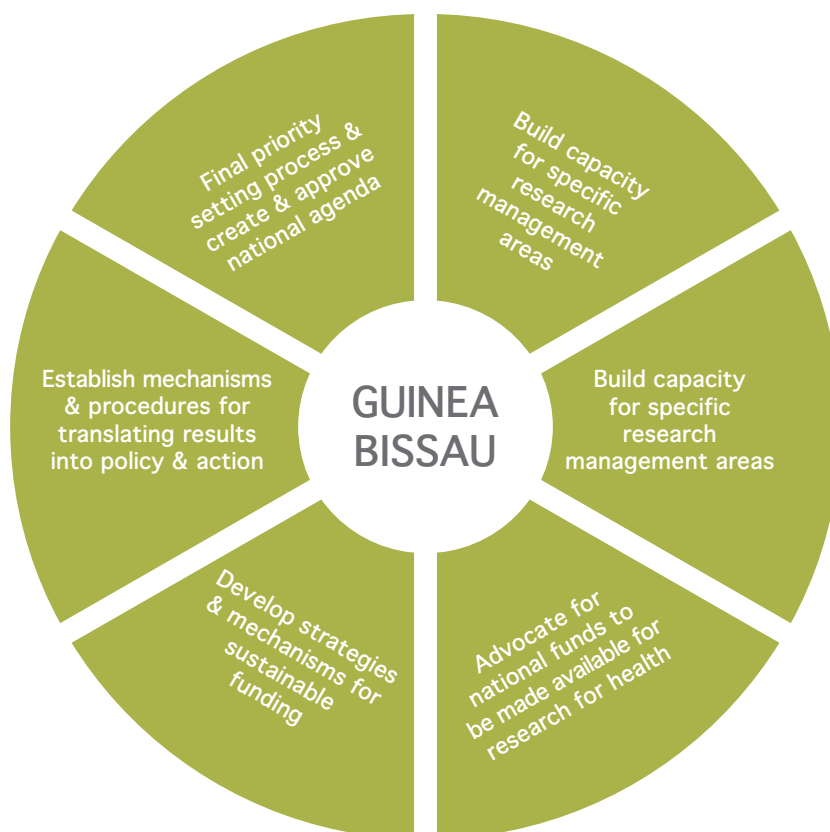 Final priority
setting process &
create & approve
national agenda
Build capacity
for specific
research
management
areas
Establish mechanisms
& procedures for
translating results
into policy & action
GUINEA
BISSAU
Build capacity
for specific
research
management areas
Develop strategies
& mechanisms for
sustainable
funding
Advocate for
national funds to
be made available for
research for health